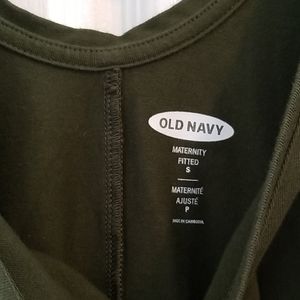 OLD NAVY
MATERNITY
FITTED
S
MATERNITÉ
AJUSTÉ
P
MADE IN CAMBODIA